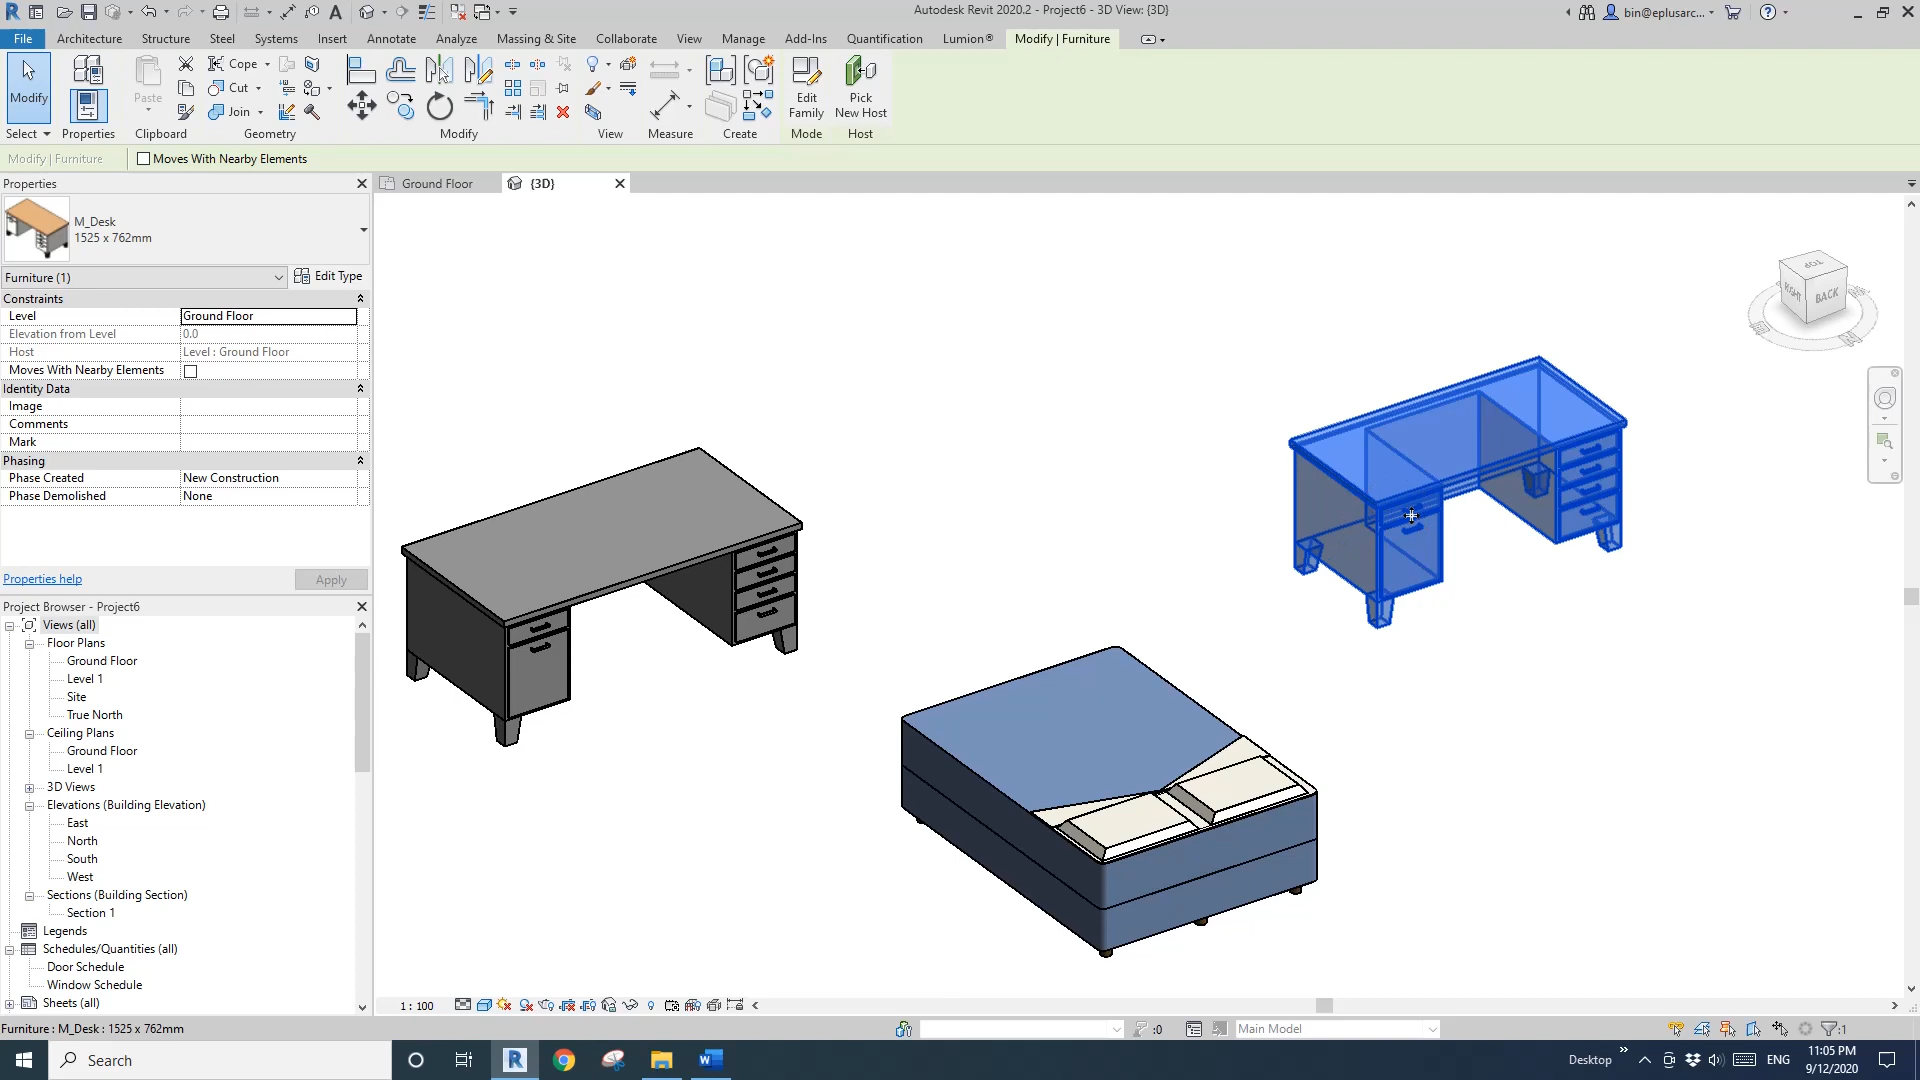 Autodesk Revit 2020.2 - Project6 - 3D View: {3D}
bin@eplusarc...
File Architecture Structure Steel Systems Insert Annotate Analyze Massing & Site Collaborate View Manage Add-Ins Quantification Lumion® Modify | Furniture
Modify
Paste
Cope
Cut
Join
Edit Family
Pick New Host
Select Properties Clipboard Geometry Modify View Measure Create Mode Host
Modify | Furniture
Moves With Nearby Elements
Properties
Ground Floor
{3D}
M_Desk
1525 x 762mm
Furniture (1)
Edit Type
Constraints
Level Ground Floor
Elevation from Level 0.0
Host Level : Ground Floor
Moves With Nearby Elements
Identity Data
Image
Comments
Mark
Phasing
Phase Created New Construction
Phase Demolished None
Properties help
Apply
TOP
RIGHT
BACK
Project Browser - Project6
Views (all)
Floor Plans
Ground Floor
Level 1
Site
True North
Ceiling Plans
Ground Floor
Level 1
3D Views
Elevations (Building Elevation)
East
North
South
West
Sections (Building Section)
Section 1
Legends
Schedules/Quantities (all)
Door Schedule
Window Schedule
Sheets (all)
1 : 100
Furniture : M_Desk : 1525 x 762mm
:0
Main Model
:1
Search
Desktop
ENG
11:05 PM
9/12/2020